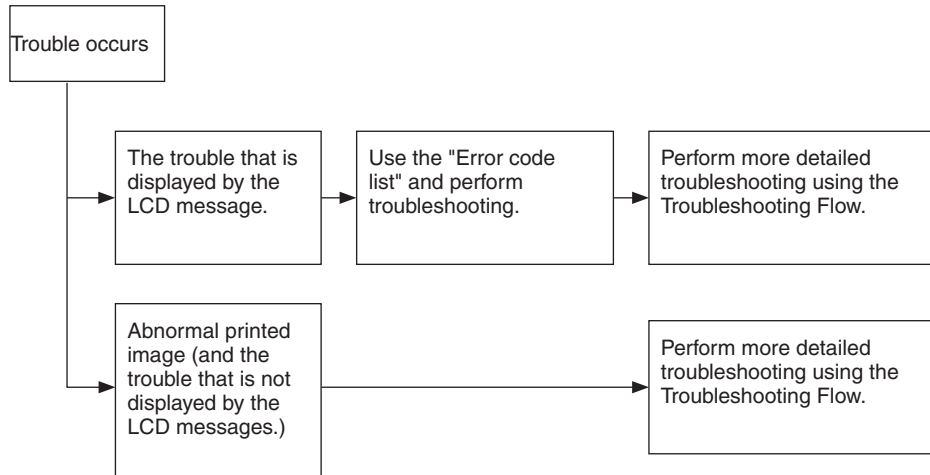 Trouble occurs
The trouble that is
displayed by the
LCD message.
Use the "Error code
list" and perform
troubleshooting.
Perform more detailed
troubleshooting using the
Troubleshooting Flow.
Abnormal printed
image (and the
trouble that is not
displayed by the
LCD messages.)
Perform more detailed
troubleshooting using the
Troubleshooting Flow.